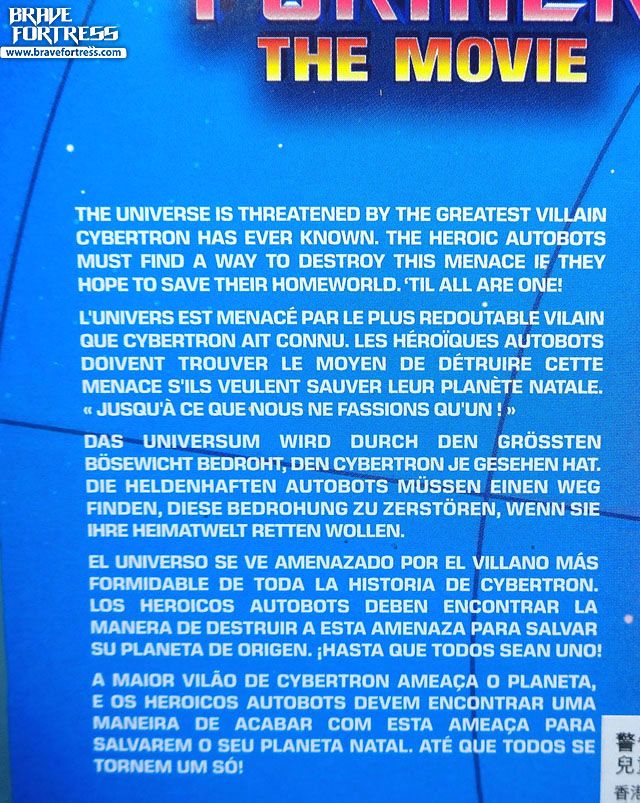 BRAVE
FORTRESS
www.bravefortress.com
THE MOVIE
THE UNIVERSE IS THREATENED BY THE GREATEST VILLAIN
CYBERTRON HAS EVER KNOWN. THE HEROIC AUTOBOTS
MUST FIND A WAY TO DESTROY THIS MENACE IF THEY
HOPE TO SAVE THEIR HOMEWORLD. 'TIL ALL ARE ONE!
L'UNIVERS EST MENACÉ PAR LE PLUS REDOUTABLE VILAIN
QUE CYBERTRON AIT CONNU. LES HÉROÏQUES AUTOBOTS
DOIVENT TROUVER LE MOYEN DE DÉTRUIRE CETTE
MENACE S'ILS VEULENT SAUVER LEUR PLANÈTE NATALE.
« JUSQU'À CE QUE NOUS NE FASSIONS QU'UN ! »
DAS UNIVERSUM WIRD DURCH DEN GRÖSSTEN
BÖSEWICHT BEDROHT, DEN CYBERTRON JE GESEHEN HAT.
DIE HELDENHAFTEN AUTOBOTS MÜSSEN EINEN WEG
FINDEN, DIESE BEDROHUNG ZU ZERSTÖREN, WENN SIE
IHRE HEIMATWELT RETTEN WOLLEN.
EL UNIVERSO SE VE AMENAZADO POR EL VILLANO MÁS
FORMIDABLE DE TODA LA HISTORIA DE CYBERTRON.
LOS HEROICOS AUTOBOTS DEBEN ENCONTRAR LA
MANERA DE DESTRUIR A ESTA AMENAZA PARA SALVAR
SU PLANETA DE ORIGEN. ¡HASTA QUE TODOS SEAN UNO!
A MAIOR VILÃO DE CYBERTRON AMEAÇA O PLANETA,
E OS HEROICOS AUTOBOTS DEVEM ENCONTRAR UMA
MANEIRA DE ACABAR COM ESTA AMEAÇA PARA
SALVAREM O SEU PLANETA NATAL. ATÉ QUE TODOS SE
TORNEM UM SÓ!
警
兒
香港